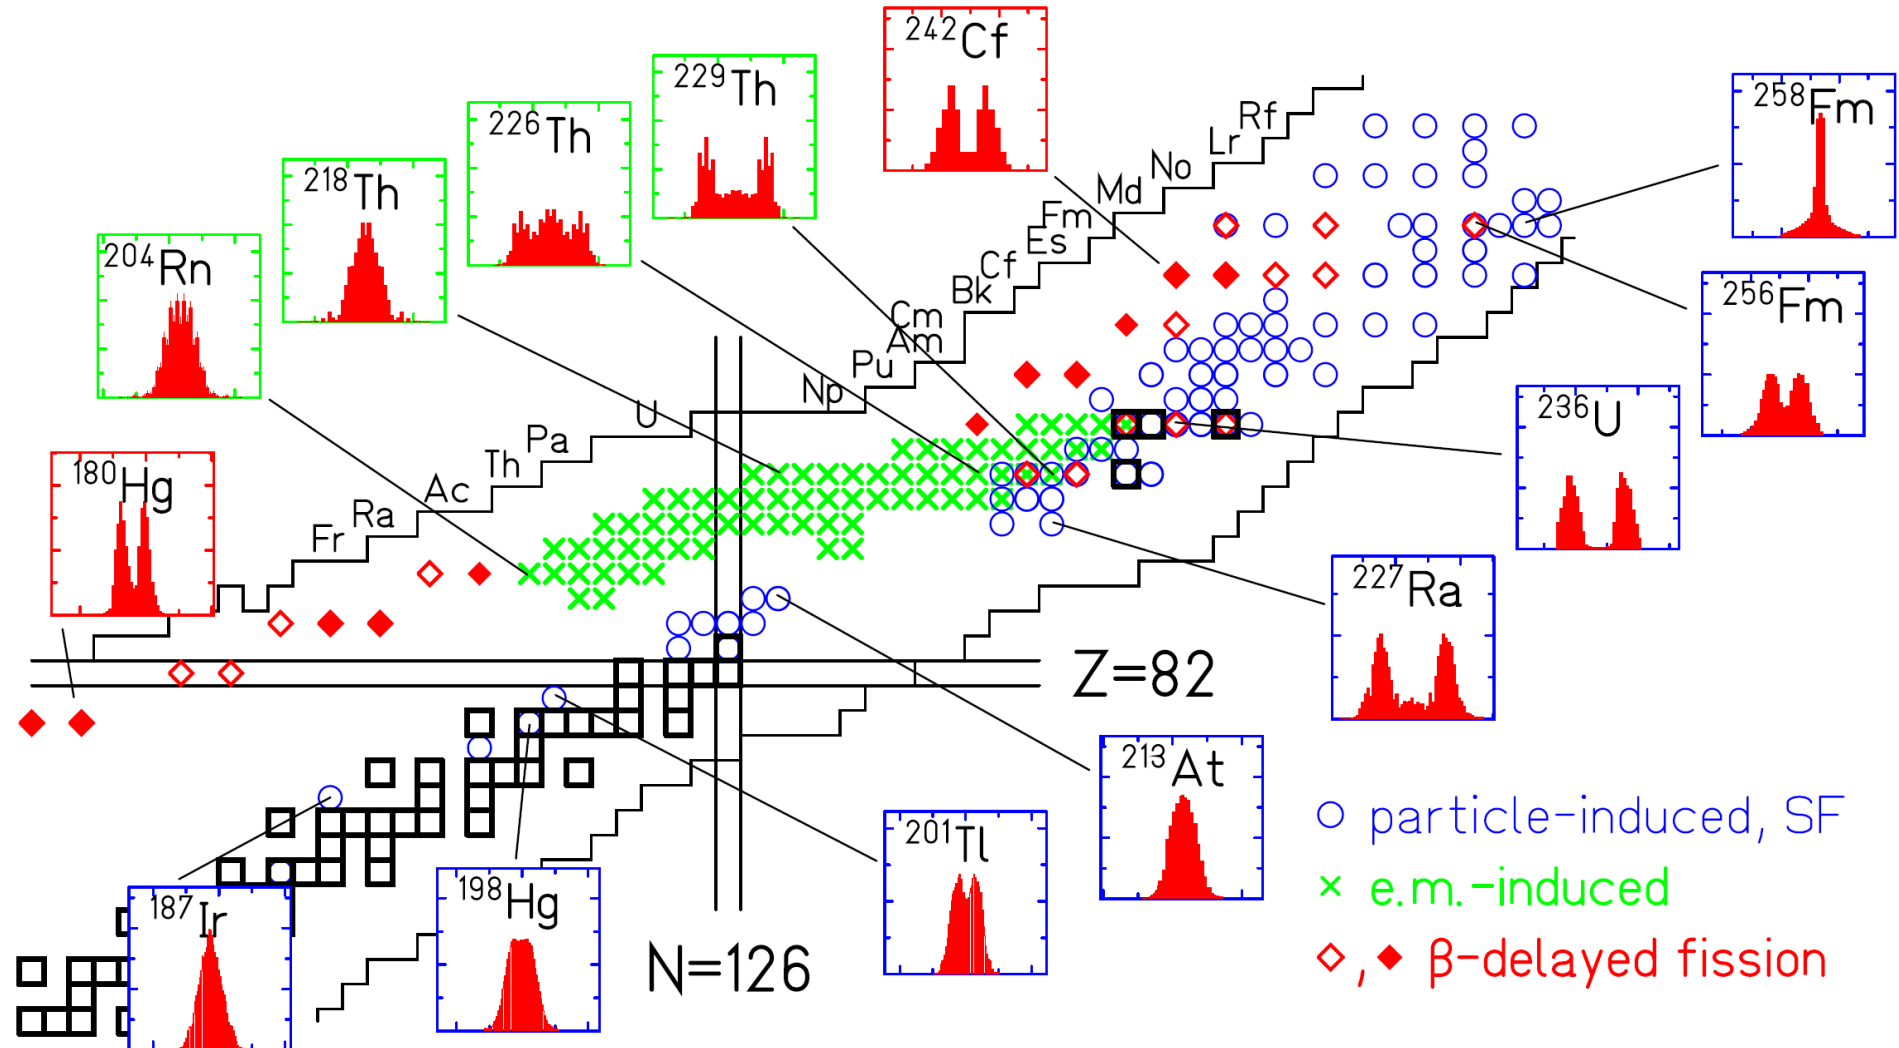 ²⁴²Cf
²²⁹Th
²⁵⁸Fm
²²⁶Th
²¹⁸Th
²⁰⁴Rn
Rf
Lr
No
Md
Fm
Es
Cf
Bk
Cm
Am
Pu
Np
U
Pa
Th
Ac
Ra
Fr
²⁵⁶Fm
²³⁶U
¹⁸⁰Hg
²²⁷Ra
Z=82
²¹³At
²⁰¹Tl
¹⁹⁸Hg
¹⁸⁷Ir
N=126
particle-induced, SF
e.m.-induced
, β-delayed fission